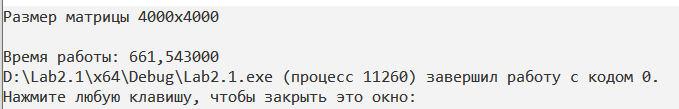 Размер матрицы 4000x4000
Время работы: 661,543000
D:\Lab2.1\x64\Debug\Lab2.1.exe (процесс 11260) завершил работу с кодом 0.
Нажмите любую клавишу, чтобы закрыть это окно: